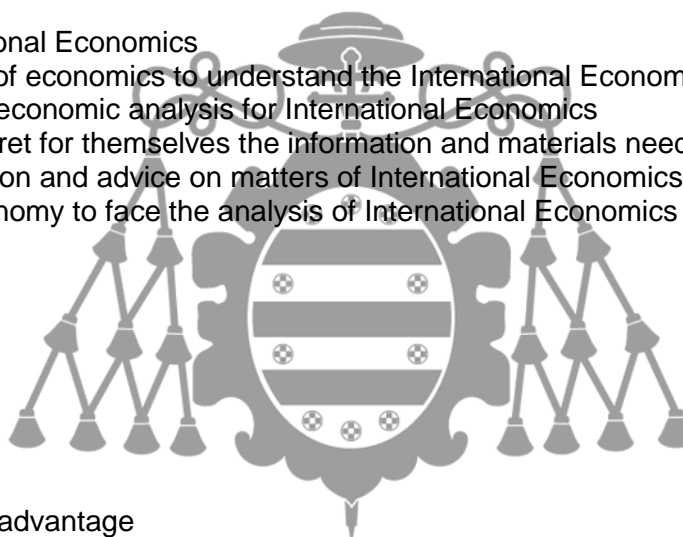 onal Economics
of economics to understand the International Econom
economic analysis for International Economics
ret for themselves the information and materials need
on and advice on matters of International Economics
nomy to face the analysis of International Economics
advantage